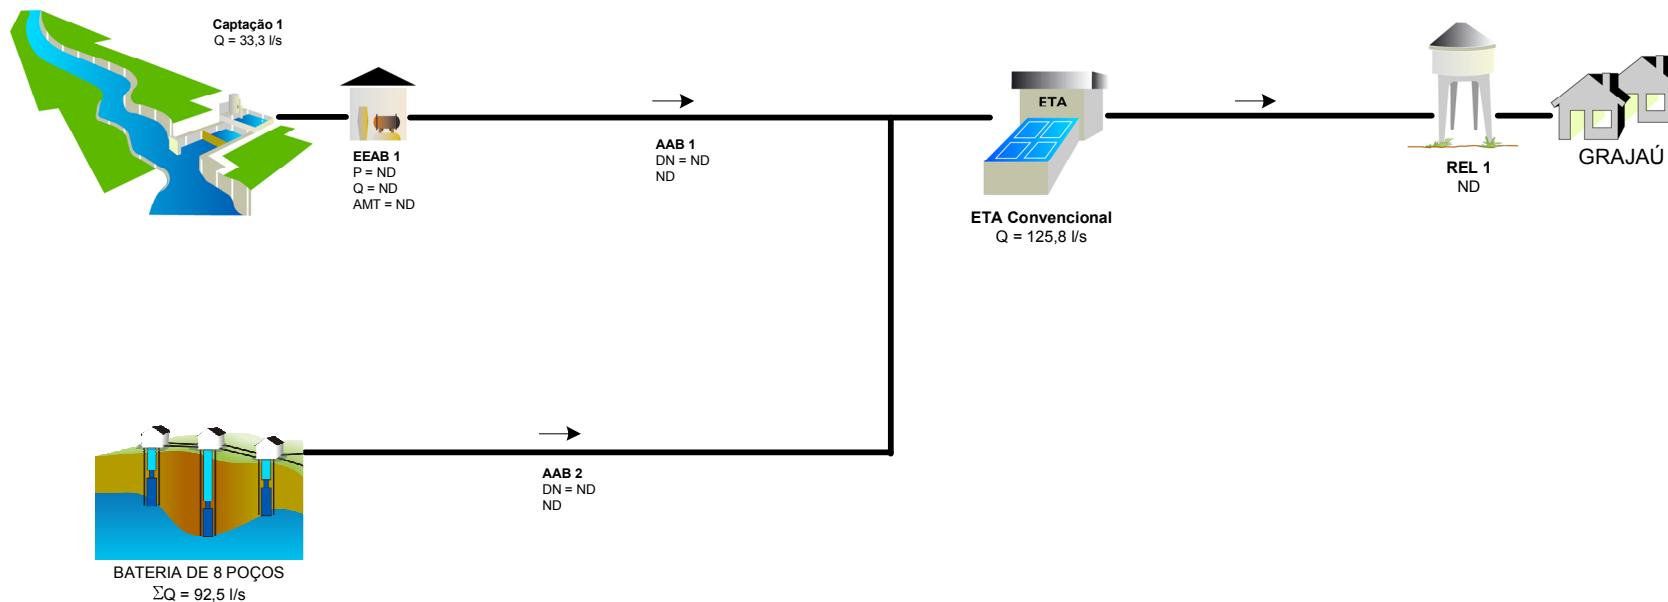 Captação 1
Q = 33,3 l/s
EEAB 1
P = ND
Q = ND
AMT = ND
AAB 1
DN = ND
ND
ETA
ETA Convencional
Q = 125,8 l/s
REL 1
ND
GRAJAÚ
AAB 2
DN = ND
ND
BATERIA DE 8 POÇOS
ΣQ = 92,5 l/s